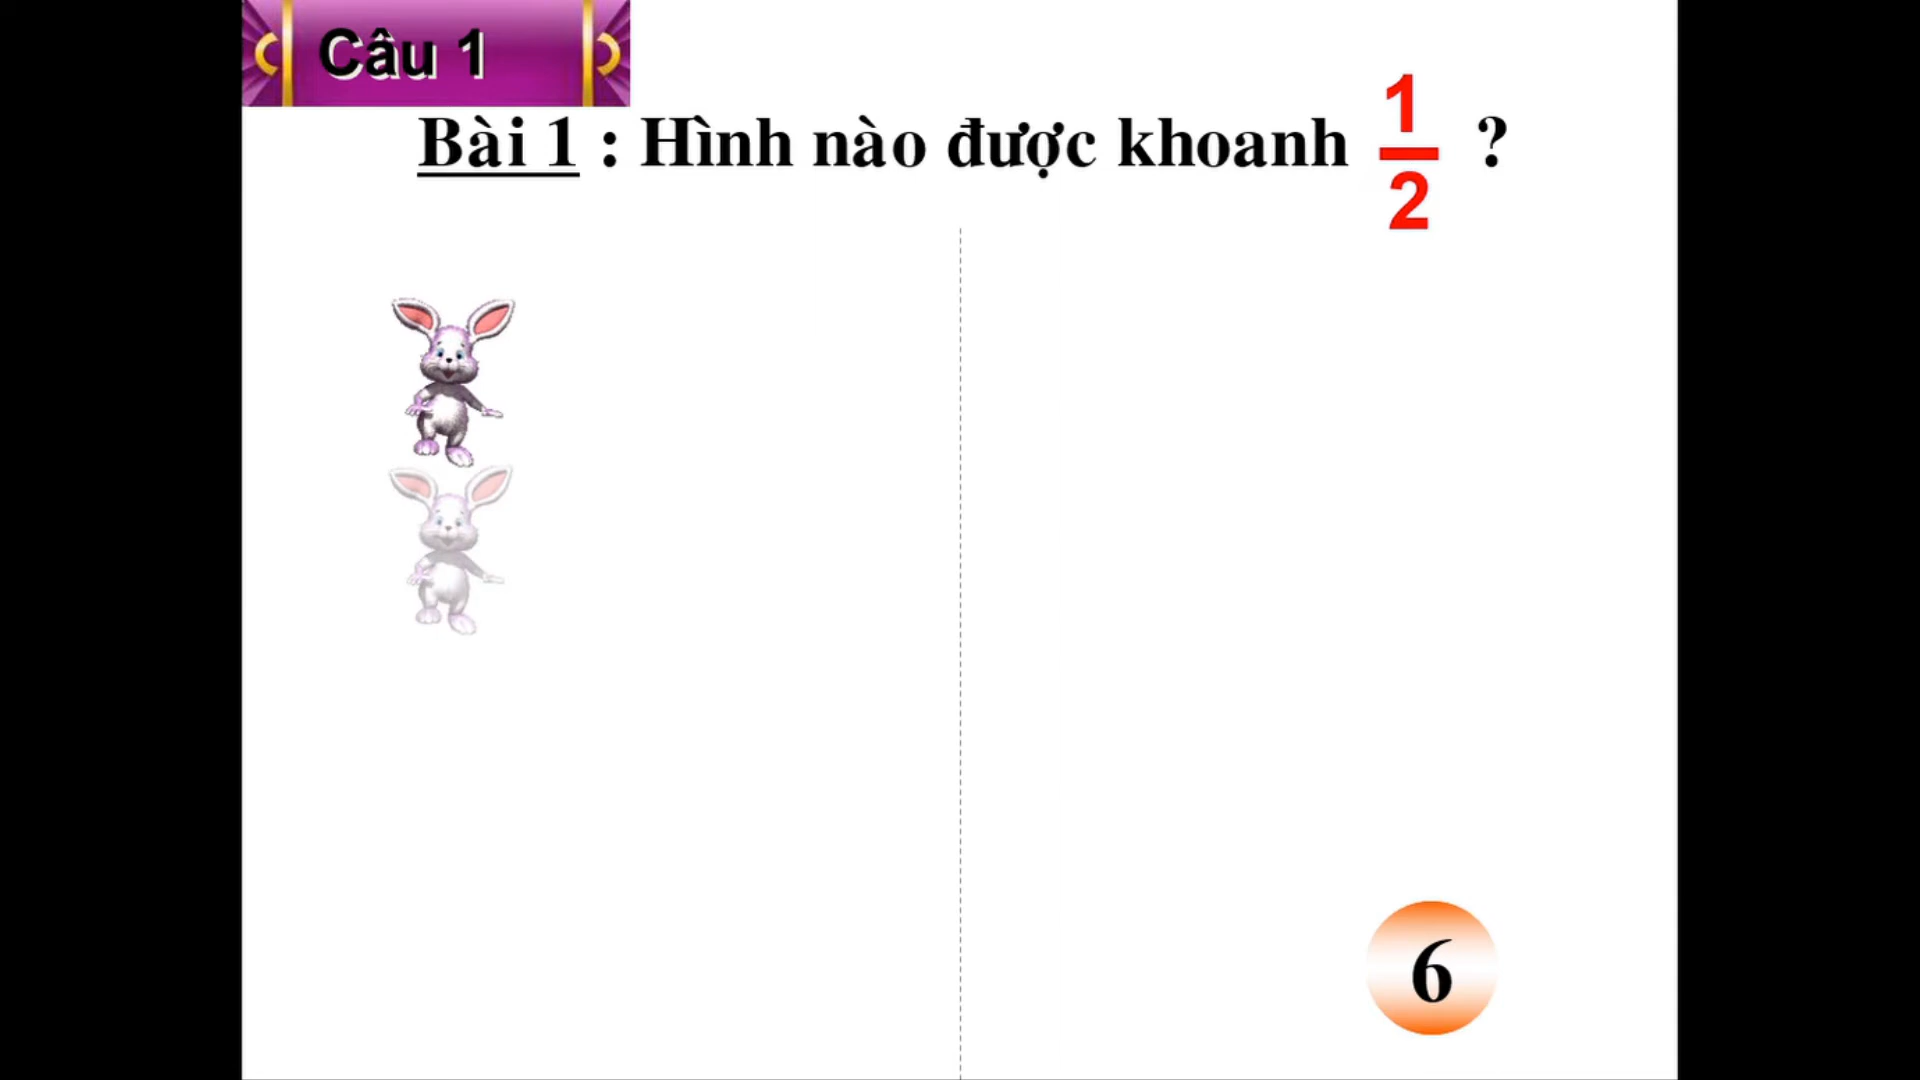 Câu 1
Bài 1 : Hình nào được khoanh 1/2 ?
6